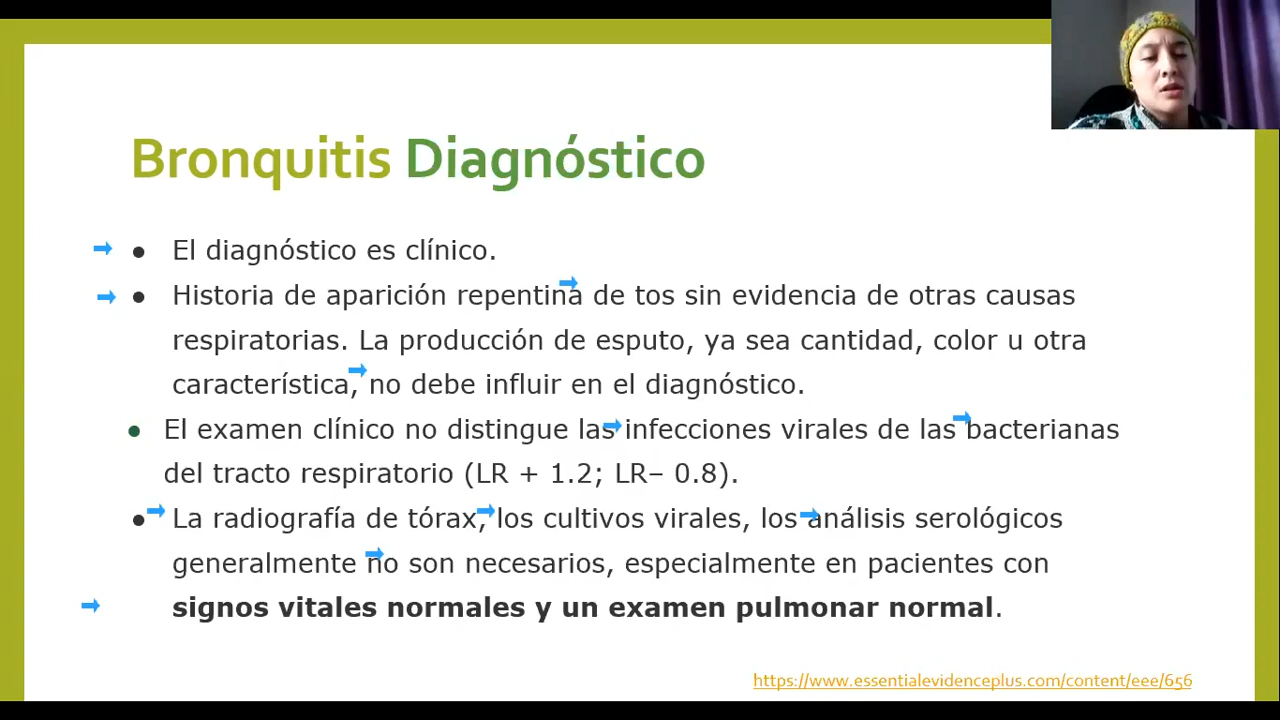 Bronquitis Diagnóstico
● El diagnóstico es clínico.
● Historia de aparición repentina de tos sin evidencia de otras causas
respiratorias. La producción de esputo, ya sea cantidad, color u otra
característica, no debe influir en el diagnóstico.
● El examen clínico no distingue las infecciones virales de las bacterianas
del tracto respiratorio (LR + 1.2; LR– 0.8).
● La radiografía de tórax, los cultivos virales, los análisis serológicos
generalmente no son necesarios, especialmente en pacientes con
signos vitales normales y un examen pulmonar normal.
https://www.essentialevidenceplus.com/content/eee/656